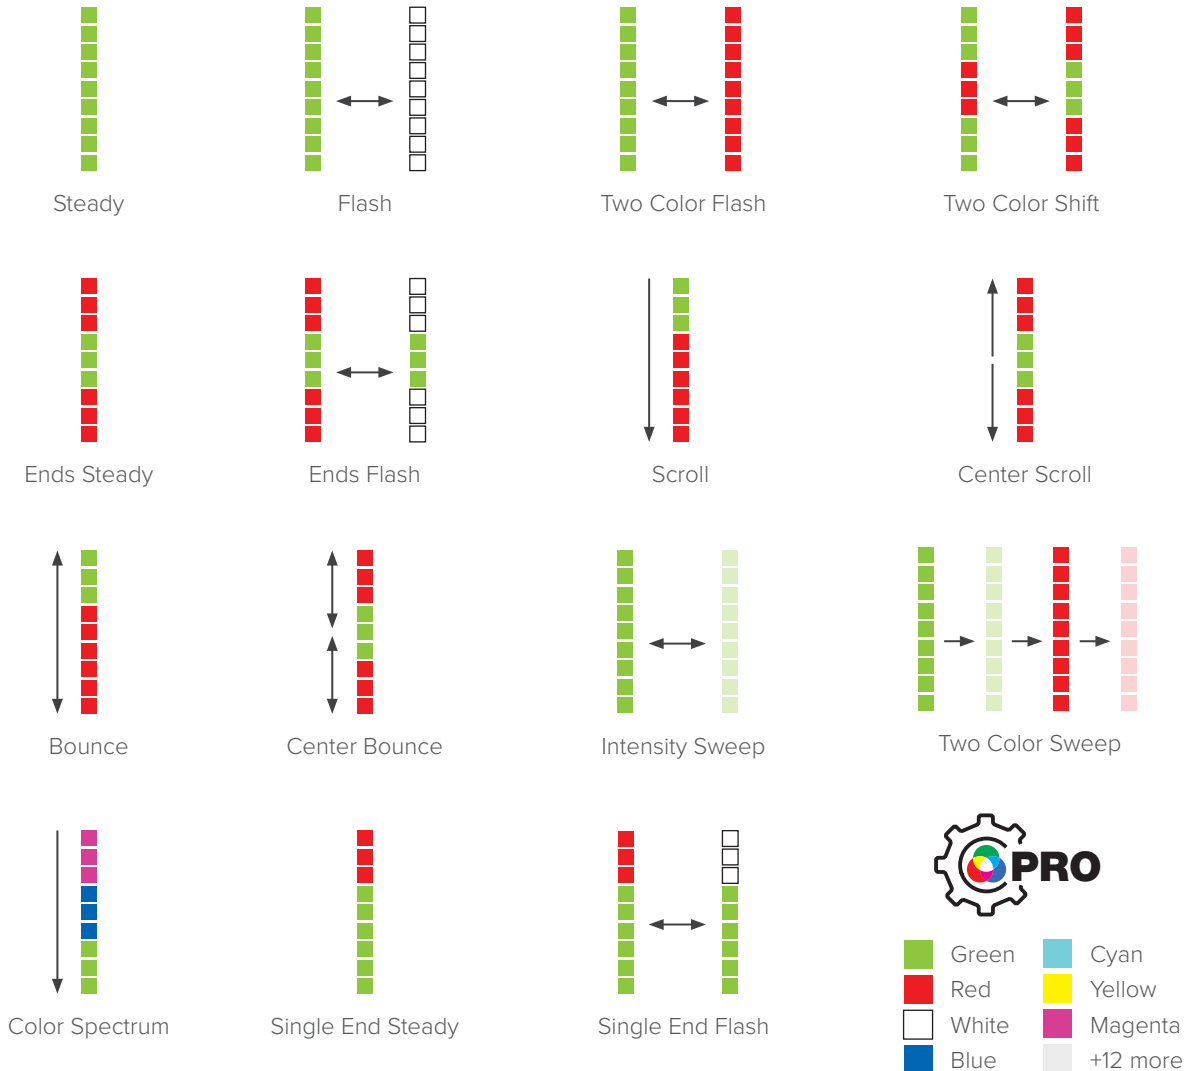 Steady
Flash
Two Color Flash
Two Color Shift
Ends Steady
Ends Flash
Scroll
Center Scroll
Bounce
Center Bounce
Intensity Sweep
Two Color Sweep
Color Spectrum
Single End Steady
Single End Flash
PRO
Green
Cyan
Red
Yellow
White
Magenta
Blue
+12 more